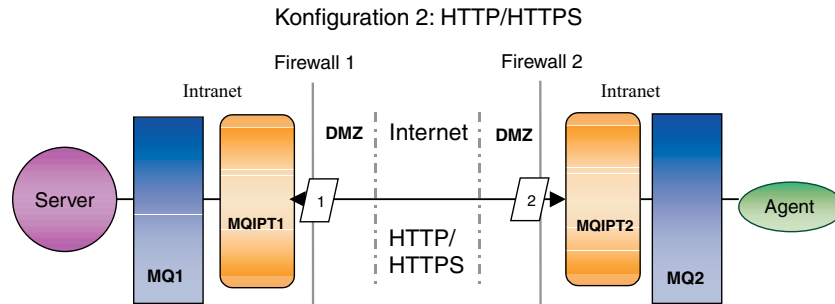 Konfiguration 2: HTTP/HTTPS
Firewall 1
Firewall 2
Intranet
Intranet
DMZ
Internet
DMZ
Server
MQIPT1
1
2
MQIPT2
Agent
HTTP/
HTTPS
MQ1
MQ2